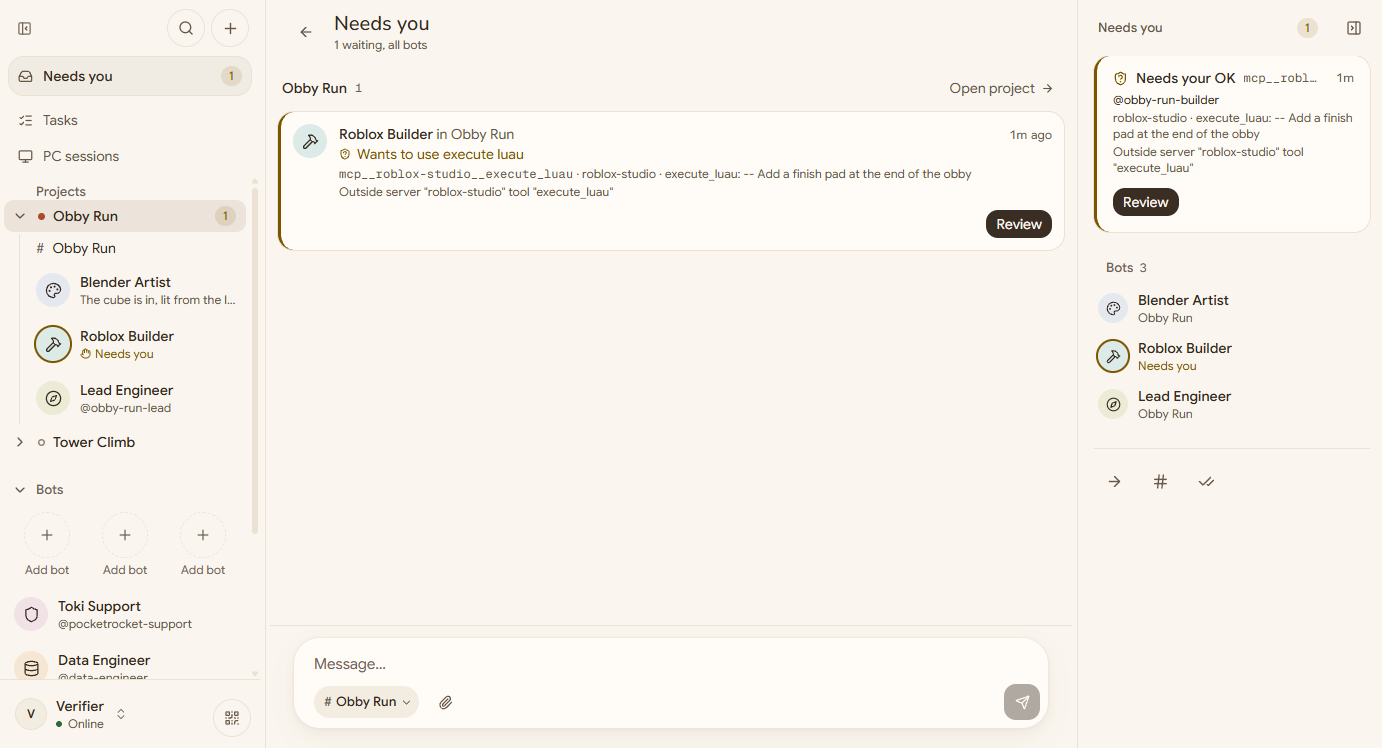 Needs you
1
Tasks
PC sessions
Projects
Obby Run
1
# Obby Run
Blender Artist
The cube is in, lit from the l...
Roblox Builder
Needs you
Lead Engineer
@obby-run-lead
Tower Climb
Bots
Add bot
Add bot
Add bot
Toki Support
@pocketrocket-support
Data Engineer
@data-engineer
V
Verifier
Online
Needs you
1 waiting, all bots
Obby Run 1
Open project
Roblox Builder in Obby Run
1m ago
Wants to use execute luau
mcp__roblox-studio__execute_luau · roblox-studio · execute_luau: -- Add a finish pad at the end of the obby
Outside server "roblox-studio" tool "execute_luau"
Review
Message...
# Obby Run
Needs you
1
Needs your OK mcp__robl... 1m
@obby-run-builder
roblox-studio · execute_luau: -- Add a finish
pad at the end of the obby
Outside server "roblox-studio" tool
"execute_luau"
Review
Bots 3
Blender Artist
Obby Run
Roblox Builder
Needs you
Lead Engineer
Obby Run